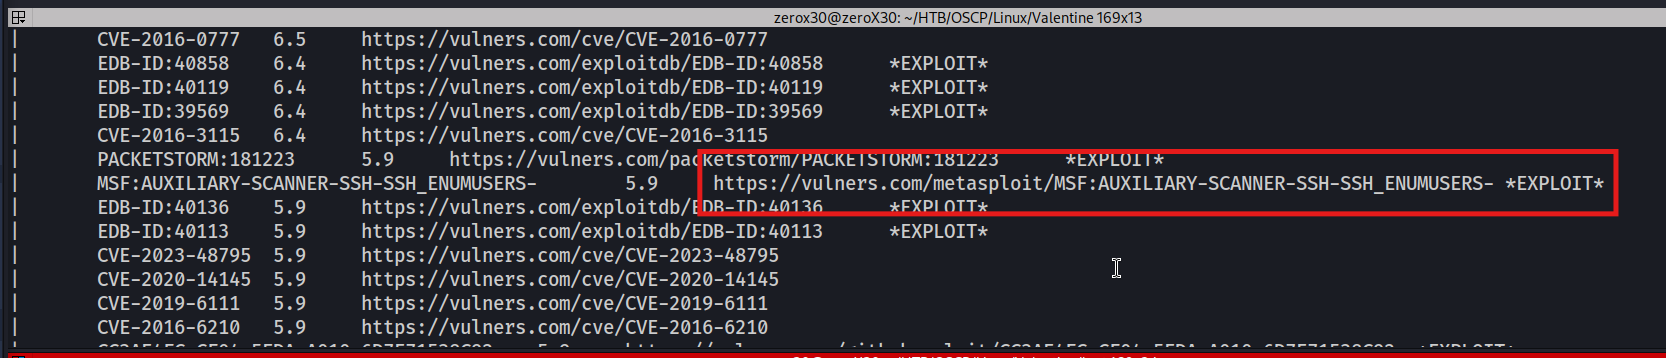 zerox30@zeroX30: ~/HTB/OSCP/Linux/Valentine 169x13
| CVE-2016-0777 6.5 https://vulners.com/cve/CVE-2016-0777
| EDB-ID:40858 6.4 https://vulners.com/exploitdb/EDB-ID:40858 *EXPLOIT*
| EDB-ID:40119 6.4 https://vulners.com/exploitdb/EDB-ID:40119 *EXPLOIT*
| EDB-ID:39569 6.4 https://vulners.com/exploitdb/EDB-ID:39569 *EXPLOIT*
| CVE-2016-3115 6.4 https://vulners.com/cve/CVE-2016-3115
| PACKETSTORM:181223 5.9 https://vulners.com/packetstorm/PACKETSTORM:181223 *EXPLOIT*
| MSF:AUXILIARY-SCANNER-SSH-SSH_ENUMUSERS- 5.9 https://vulners.com/metasploit/MSF:AUXILIARY-SCANNER-SSH-SSH_ENUMUSERS- *EXPLOIT*
| EDB-ID:40136 5.9 https://vulners.com/exploitdb/EDB-ID:40136 *EXPLOIT*
| EDB-ID:40113 5.9 https://vulners.com/exploitdb/EDB-ID:40113 *EXPLOIT*
| CVE-2023-48795 5.9 https://vulners.com/cve/CVE-2023-48795
| CVE-2020-14145 5.9 https://vulners.com/cve/CVE-2020-14145
| CVE-2019-6111 5.9 https://vulners.com/cve/CVE-2019-6111
| CVE-2016-6210 5.9 https://vulners.com/cve/CVE-2016-6210